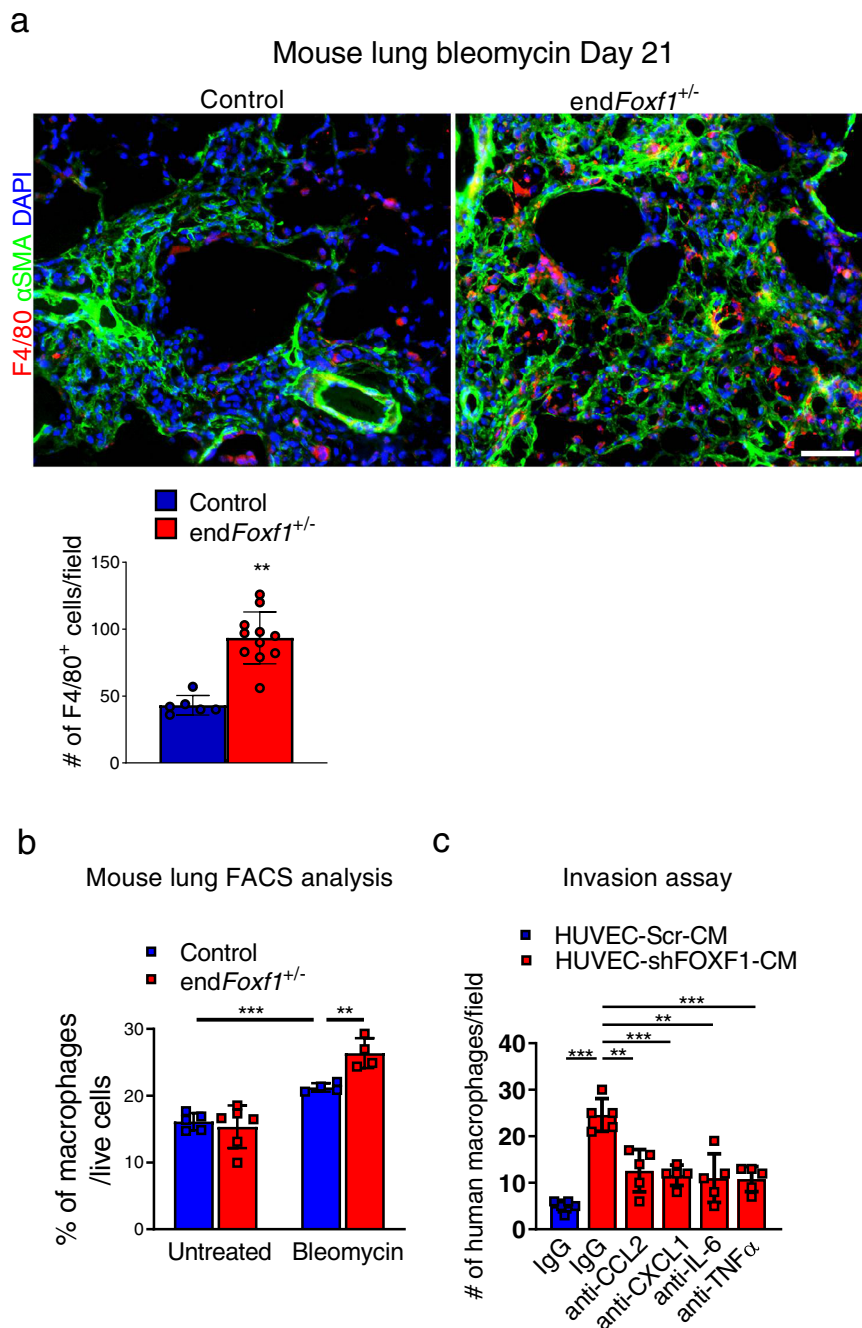 a
Mouse lung bleomycin Day 21
Control
endFoxf1+/-
F4/80 αSMA DAPI
Control
endFoxf1+/-
# of F4/80+ cells/field
150
100
50
0
**
b
Mouse lung FACS analysis
Control
endFoxf1+/-
% of macrophages
/live cells
30
20
10
0
***
**
Untreated
Bleomycin
c
Invasion assay
HUVEC-Scr-CM
HUVEC-shFOXF1-CM
# of human macrophages/field
40
30
20
10
0
***
**
***
**
***
IgG
IgG
anti-CCL2
anti-CXCL1
anti-IL-6
anti-TNFα